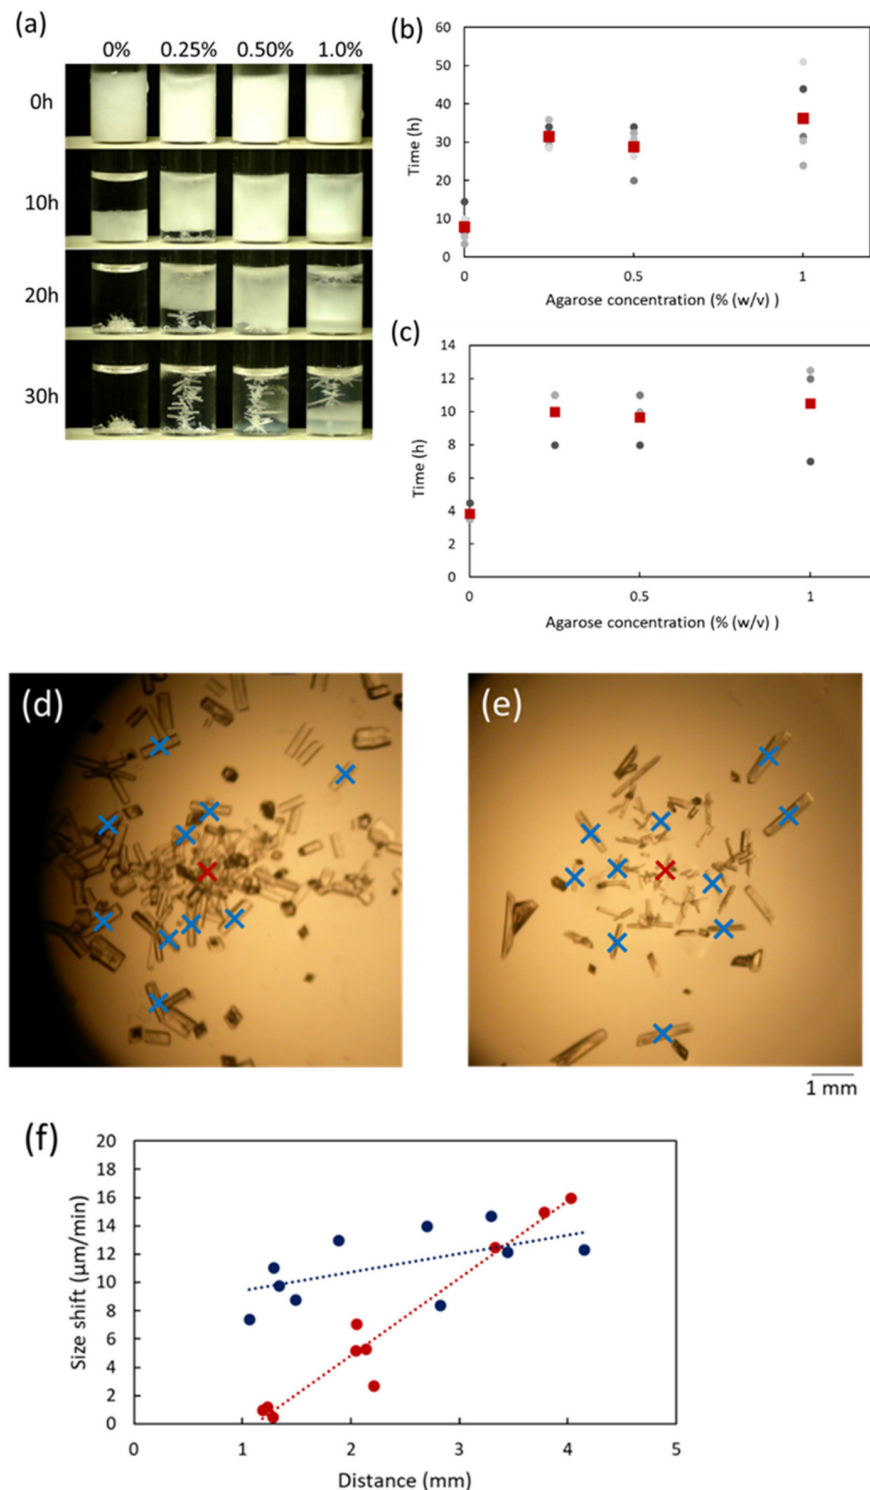 (a)
0% 0.25% 0.50% 1.0%
0h
10h
20h
30h
(b)
60
50
40
30
20
10
0
Time (h)
0 0.5 1
Agarose concentration (% (w/v) )
(c)
14
12
10
8
6
4
2
0
Time (h)
0 0.5 1
Agarose concentration (% (w/v) )
(d)
(e)
1 mm
(f)
20
18
16
14
12
10
8
6
4
2
0
Size shift (μm/min)
0 1 2 3 4 5
Distance (mm)